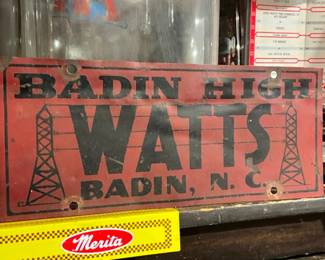 BADIN HIGH
WATTS
BADIN, N. C.
Merita